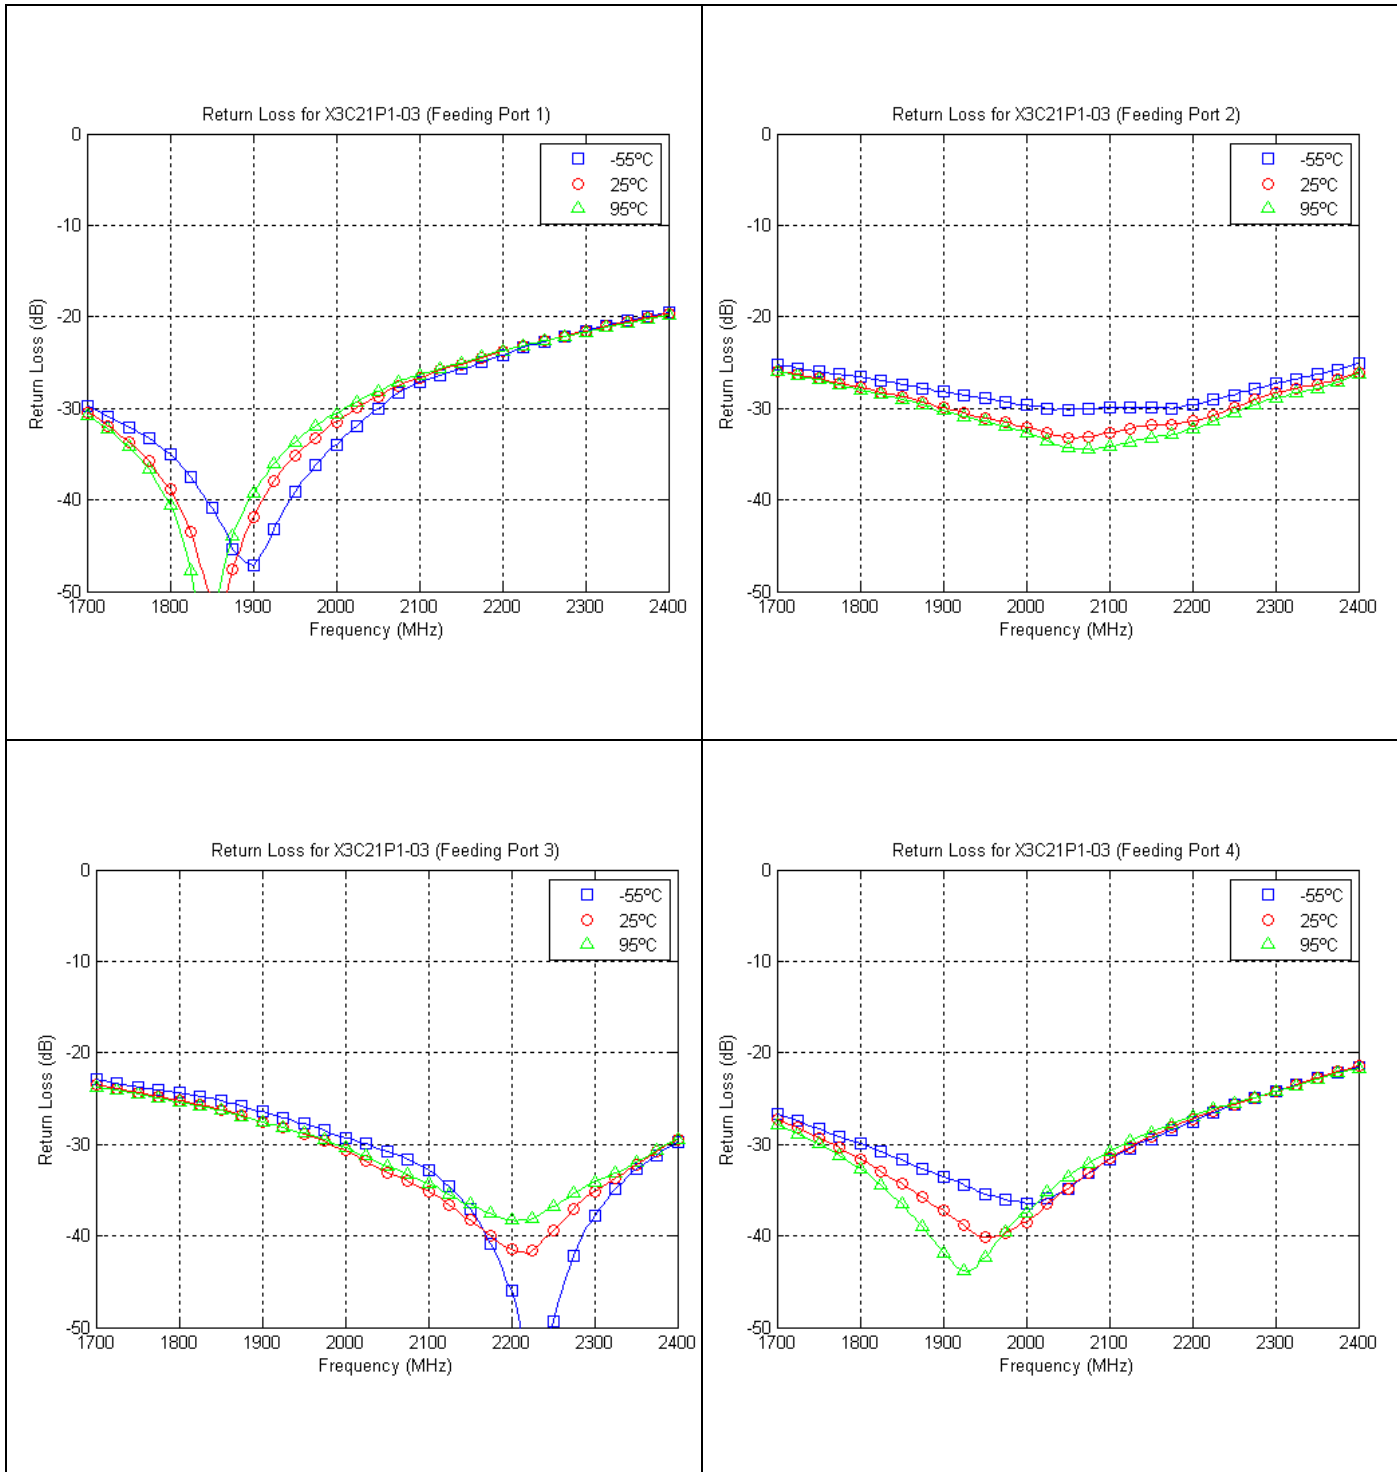 Return Loss for X3C21P1-03 (Feeding Port 1)
0
-10
-20
-30
-40
-50
Return Loss (dB)
-55ºC
25ºC
95ºC
1700 1800 1900 2000 2100 2200 2300 2400
Frequency (MHz)
Return Loss for X3C21P1-03 (Feeding Port 2)
0
-10
-20
-30
-40
-50
Return Loss (dB)
-55ºC
25ºC
95ºC
1700 1800 1900 2000 2100 2200 2300 2400
Frequency (MHz)
Return Loss for X3C21P1-03 (Feeding Port 3)
0
-10
-20
-30
-40
-50
Return Loss (dB)
-55ºC
25ºC
95ºC
1700 1800 1900 2000 2100 2200 2300 2400
Frequency (MHz)
Return Loss for X3C21P1-03 (Feeding Port 4)
0
-10
-20
-30
-40
-50
Return Loss (dB)
-55ºC
25ºC
95ºC
1700 1800 1900 2000 2100 2200 2300 2400
Frequency (MHz)